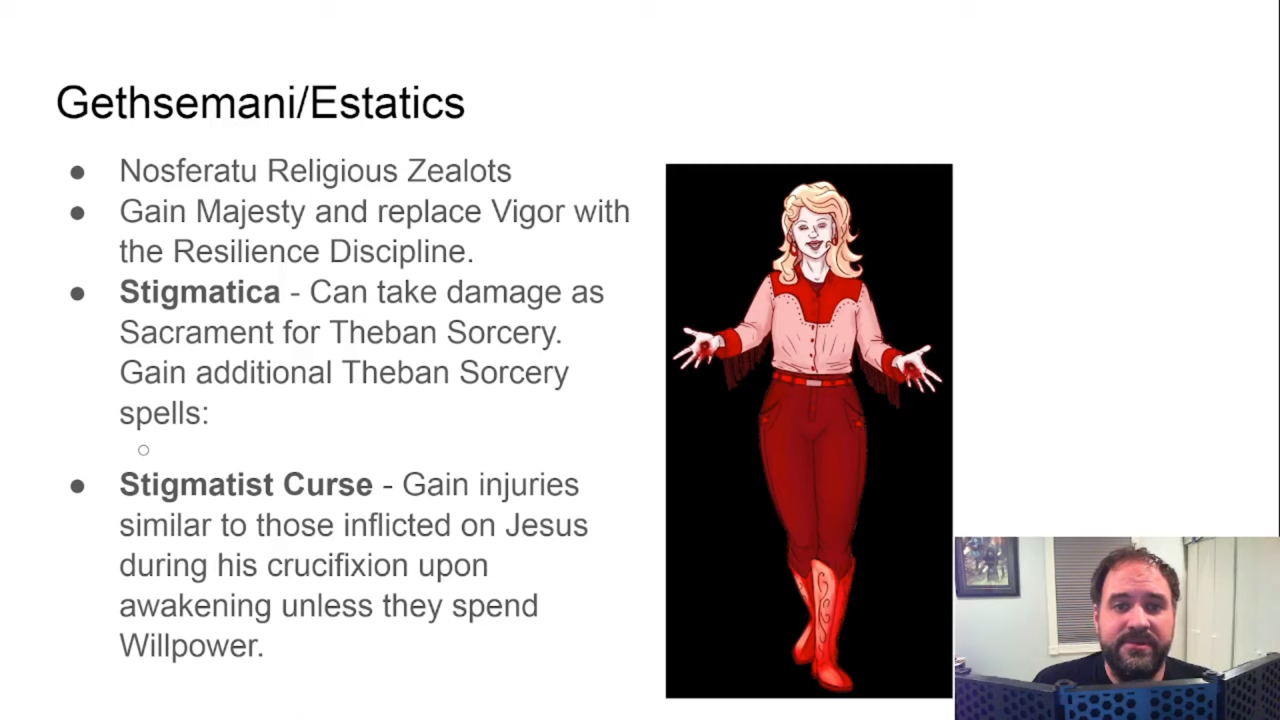 Gethsemani/Estatics
● Nosferatu Religious Zealots
● Gain Majesty and replace Vigor with
the Resilience Discipline.
● Stigmatica - Can take damage as
Sacrament for Theban Sorcery.
Gain additional Theban Sorcery
spells:
○
● Stigmatist Curse - Gain injuries
similar to those inflicted on Jesus
during his crucifixion upon
awakening unless they spend
Willpower.